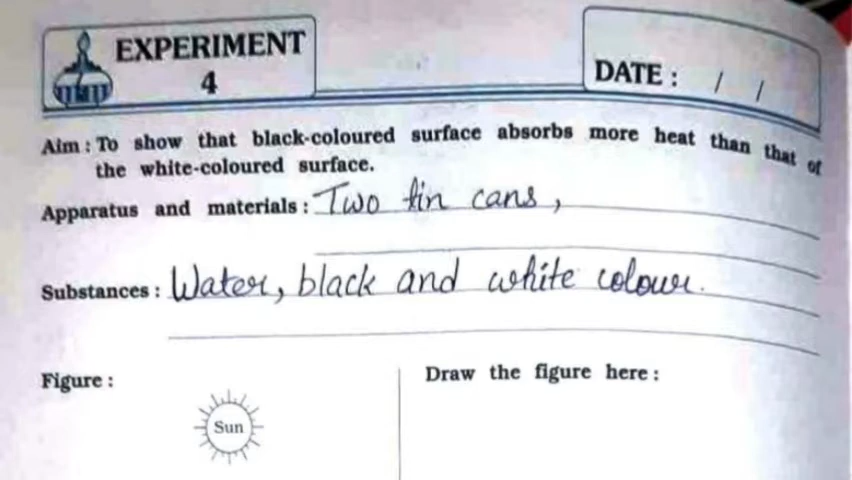 EXPERIMENT
4
DATE : / /
Aim : To show that black-coloured surface absorbs more heat than that of
the white-coloured surface.
Apparatus and materials : Two tin cans,
Substances : Water, black and white colour.
Figure :
Draw the figure here :
Sun